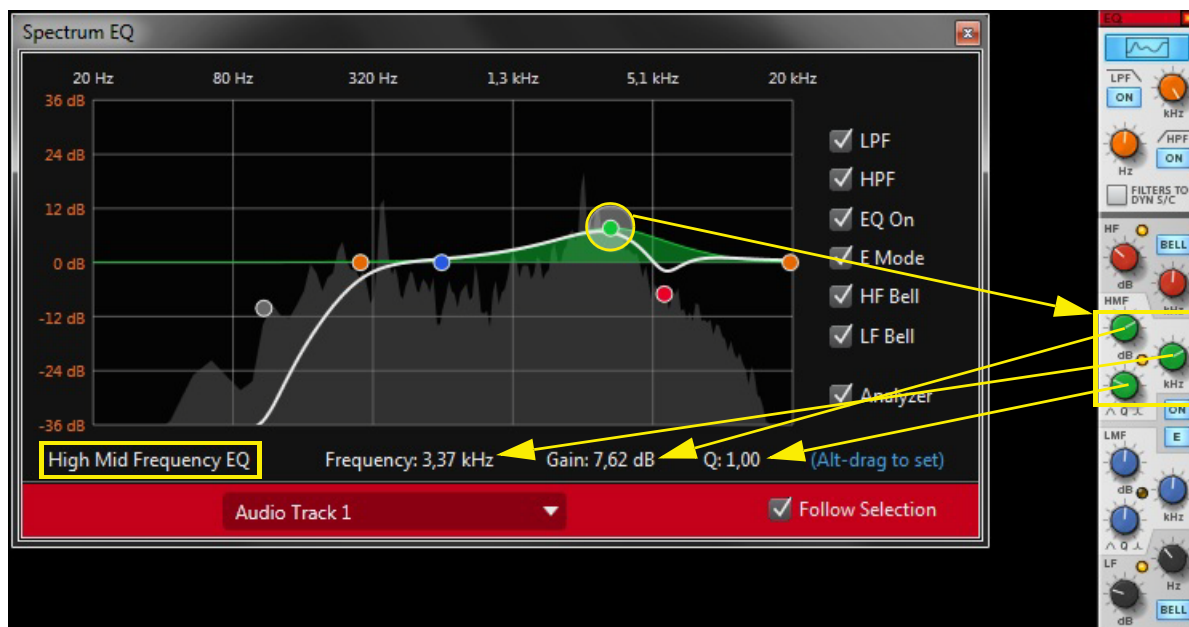 Spectrum EQ
20 Hz 80 Hz 320 Hz 1,3 kHz 5,1 kHz 20 kHz
36 dB
24 dB
12 dB
0 dB
-12 dB
-24 dB
-36 dB
LPF
HPF
EQ On
E Mode
HF Bell
LF Bell
Analyzer
High Mid Frequency EQ Frequency: 3,37 kHz Gain: 7,62 dB Q: 1,00 (Alt-drag to set)
Audio Track 1 Follow Selection
EQ
LPF
ON
kHz
HPF
ON
Hz
FILTERS TO
DYN S/C
HF
BELL
dB
HMF kHz
dB
kHz
Q
ON
LMF
E
dB
kHz
Q
LF
Hz
BELL
dB